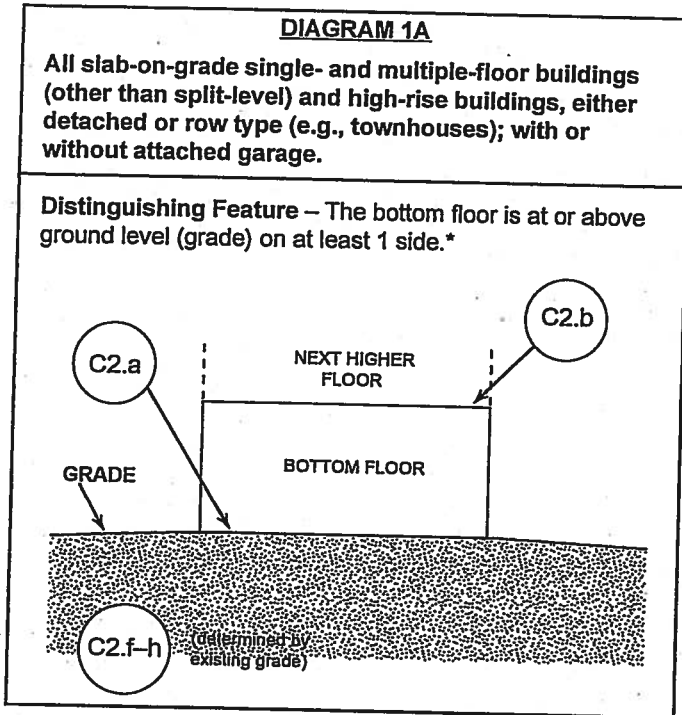 DIAGRAM 1A
All slab-on-grade single- and multiple-floor buildings
(other than split-level) and high-rise buildings, either
detached or row type (e.g., townhouses); with or
without attached garage.
Distinguishing Feature – The bottom floor is at or above
ground level (grade) on at least 1 side.*
C2.b
C2.a
NEXT HIGHER
FLOOR
BOTTOM FLOOR
GRADE
C2.f–h
(determined by
existing grade)